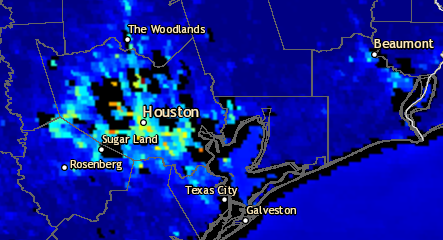 The Woodlands
Beaumont
Houston
Sugar Land
Rosenberg
Texas City
Galveston